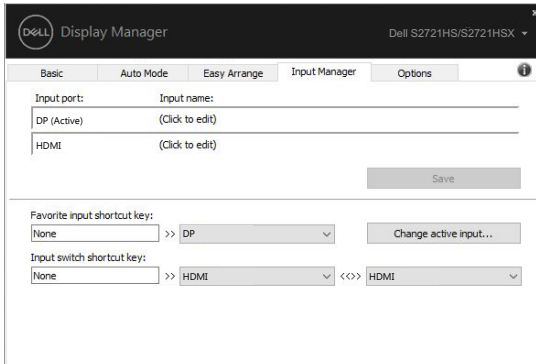 DELL Display Manager Dell S2721HS/S2721HSX
Basic Auto Mode Easy Arrange Input Manager Options
Input port: Input name:
DP (Active) (Click to edit)
HDMI (Click to edit)
Save
Favorite input shortcut key:
None >> DP Change active input...
Input switch shortcut key:
None >> HDMI <<>> HDMI